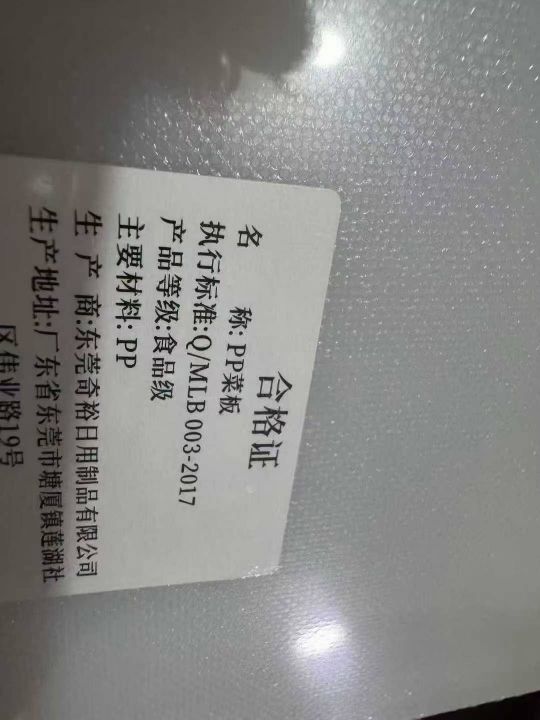 合格证
名 称:PP菜板
执行标准:Q/MLB 003-2017
产品等级:食品级
主要材料:PP
生 产 商:东莞奇裕日用制品有限公司
生产地址:广东省东莞市塘厦镇莲湖社
区伟业路19号